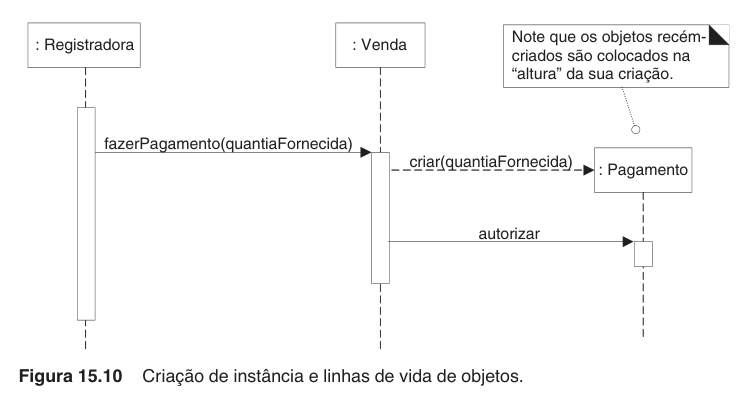 : Registradora
: Venda
Note que os objetos recém-
criados são colocados na
“altura” da sua criação.
fazerPagamento(quantiaFornecida)
criar(quantiaFornecida)
: Pagamento
autorizar
Figura 15.10 Criação de instância e linhas de vida de objetos.